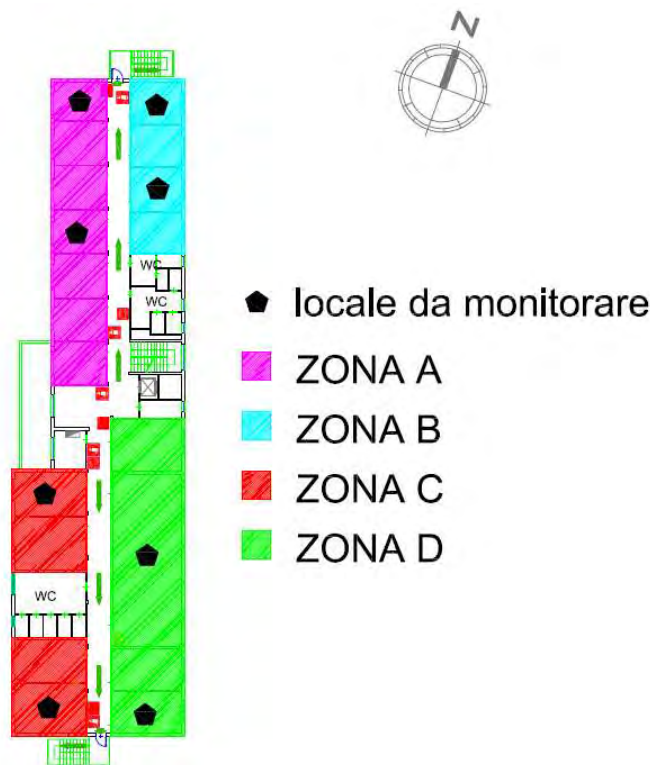 N
WC
WC
WC
locale da monitorare
ZONA A
ZONA B
ZONA C
ZONA D